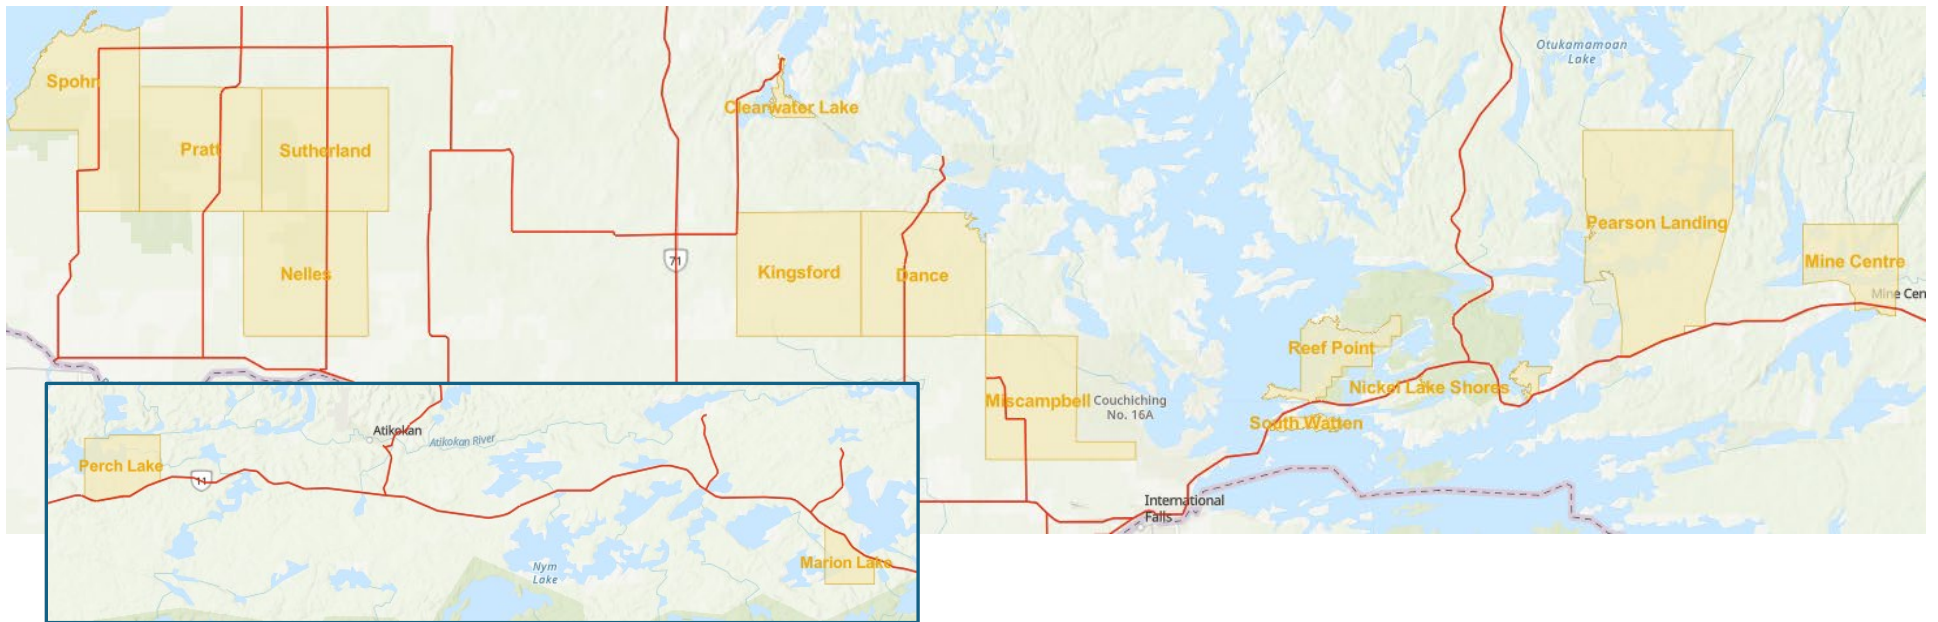 Otukamamoan
Lake
Spohn
Clearwater Lake
Pratt
Sutherland
Pearson Landing
71
Mine Centre
Nelles
Kingsford
Dance
Mine Cen
Reef Point
Nickel Lake Shores
Miscampbell
Couchiching
No. 16A
South Watten
Atikokan
Atikokan River
Perch Lake
11
International
Falls
Marion Lake
Nym
Lake